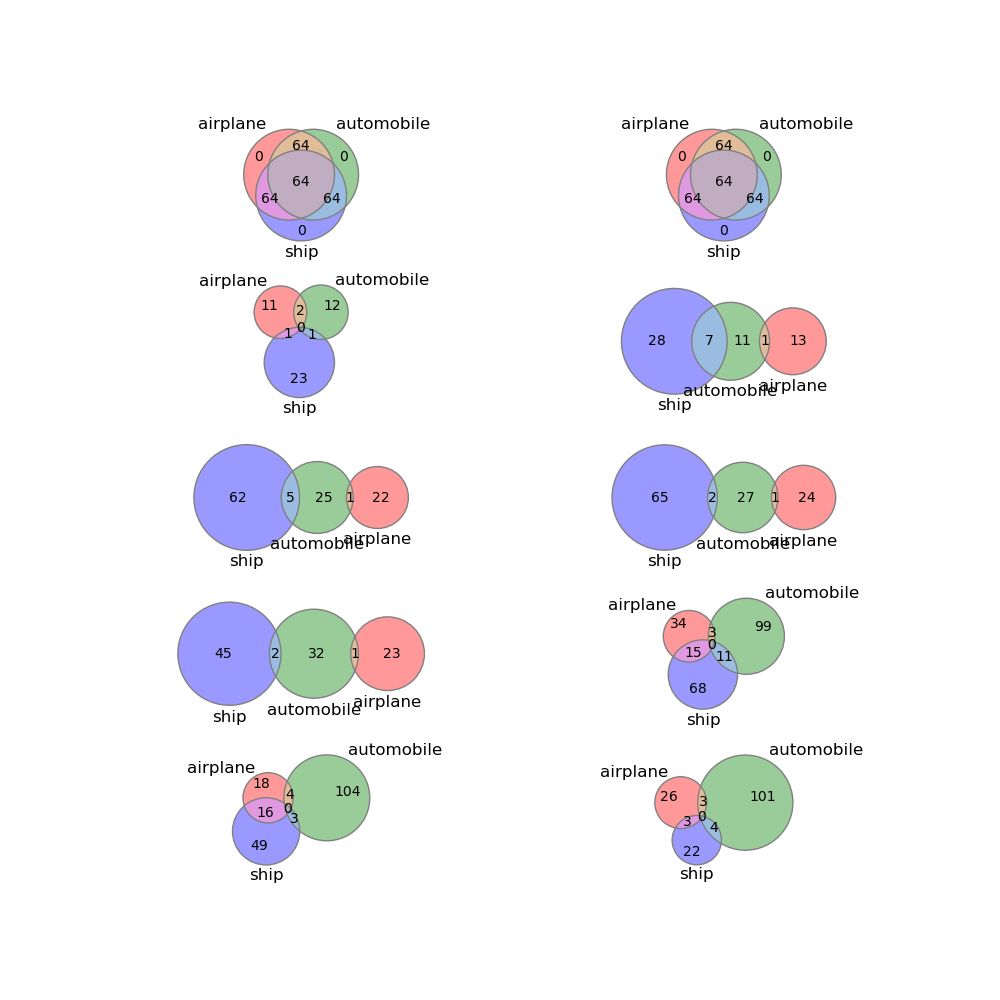 airplane automobile
0 64 0
64
64 64
0
ship
airplane automobile
0 64 0
64
64 64
0
ship
airplane automobile
11 2 12
0
1 1
23
ship
28 7 11 1 13
airplane
automobile
ship
62 5 25 1 22
airplane
automobile
ship
65 2 27 1 24
airplane
automobile
ship
45 2 32 1 23
airplane
automobile
ship
automobile
airplane
34 3 99
0
15 11
68
ship
automobile
airplane
18 4 104
0
16 3
49
ship
automobile
airplane
26 3 101
0
3 4
22
ship